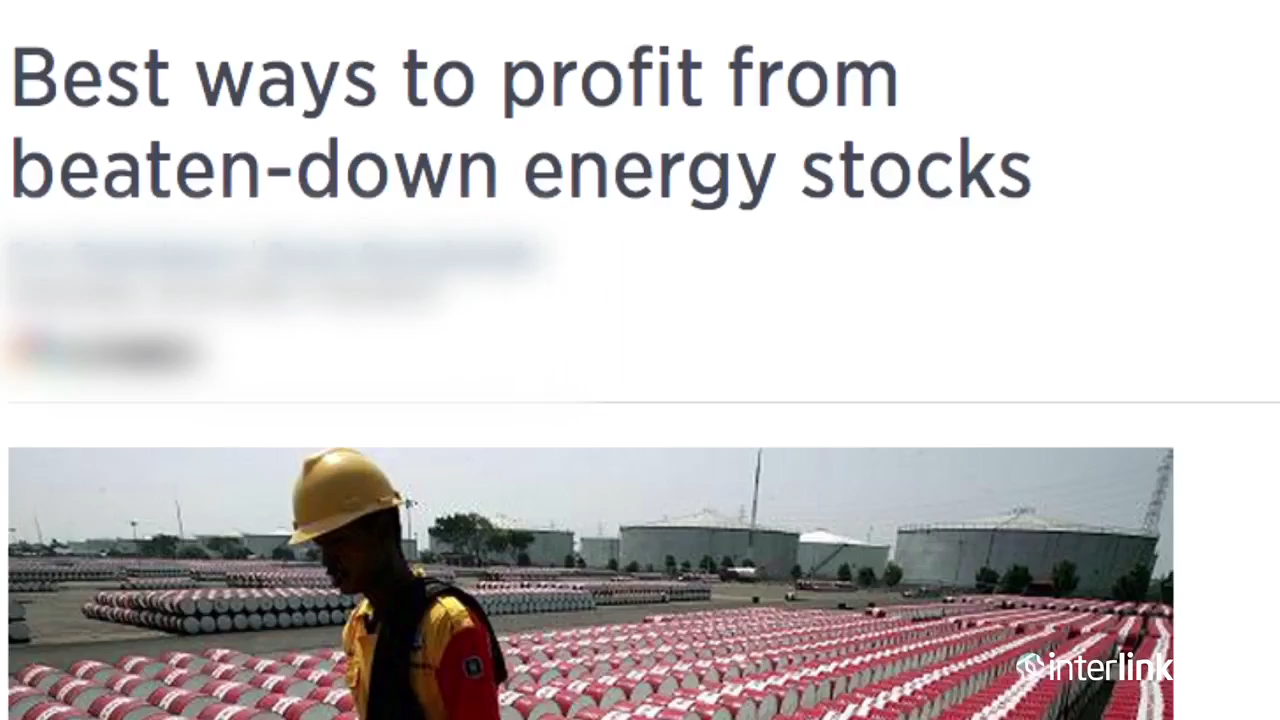 Best ways to profit from
beaten-down energy stocks
interlink